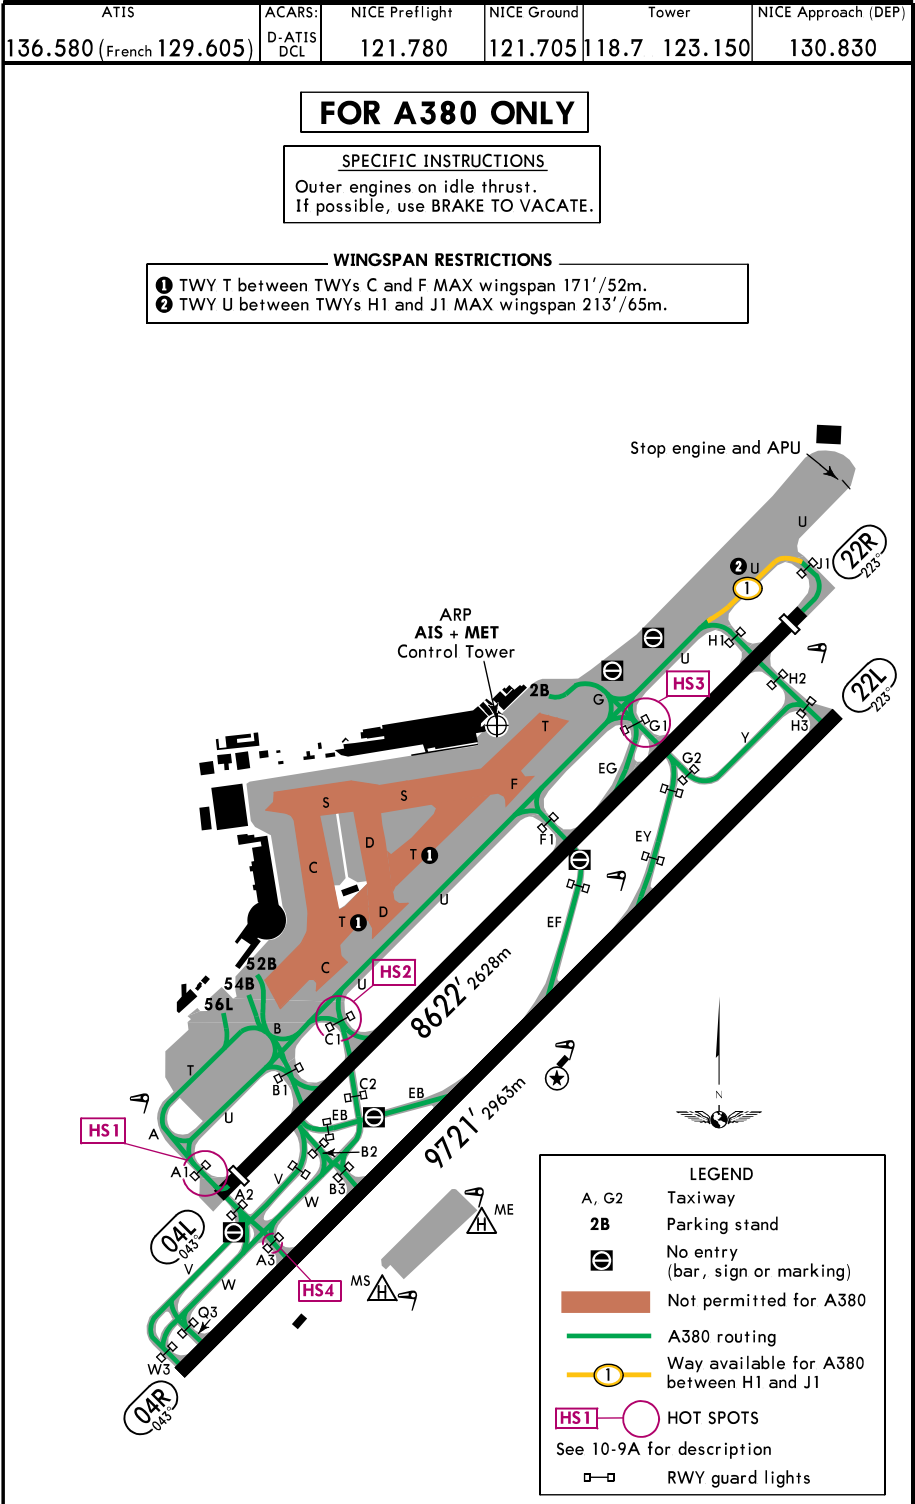 ATIS
ACARS:
NICE Preflight
NICE Ground
Tower
NICE Approach (DEP)
136.580 (French 129.605)
D-ATIS
DCL
121.780
121.705
118.7 123.150
130.830
FOR A380 ONLY
SPECIFIC INSTRUCTIONS
Outer engines on idle thrust.
If possible, use BRAKE TO VACATE.
WINGSPAN RESTRICTIONS
1 TWY T between TWYs C and F MAX wingspan 171'/52m.
2 TWY U between TWYs H1 and J1 MAX wingspan 213'/65m.
Stop engine and APU
U
22R
223°
2 U
J1
1
ARP
AIS + MET
Control Tower
H1
U
H2
22L
223°
HS3
2B
G
G1
H3
T
Y
EG
G2
F
S
S
F1
D
EY
C
T 1
U
T 1
D
EF
52B
C
HS2
54B
U
8622' 2628m
56L
B
C1
T
B1
C2
EB
9721' 2963m
N
A
U
EB
HS1
B2
A1
V
B3
W
A2
04L
043°
A3
V
W
HS4
ME
MS
Q3
W3
04R
043°
LEGEND
A, G2 Taxiway
2B Parking stand
No entry
(bar, sign or marking)
Not permitted for A380
A380 routing
1 Way available for A380
between H1 and J1
HS1 HOT SPOTS
See 10-9A for description
RWY guard lights
H
H